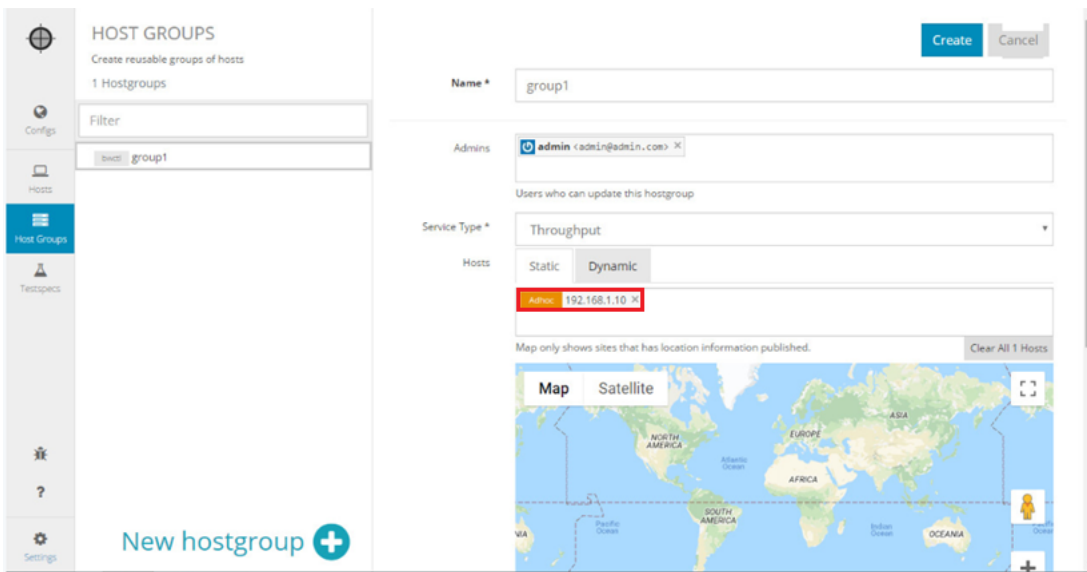 HOST GROUPS
Create reusable groups of hosts
1 Hostgroups
Filter
bwctl group1
New hostgroup
Configs
Hosts
Host Groups
Testspecs
?
Settings
Create Cancel
Name * group1
Admins admin <admin@admin.com> ×
Users who can update this hostgroup
Service Type * Throughput
Hosts Static Dynamic
Adhoc 192.168.1.10 ×
Map only shows sites that has location information published. Clear All 1 Hosts
Map Satellite
ASIA
NORTH
AMERICA
EUROPE
Atlantic
Ocean
AFRICA
SOUTH
AMERICA
Pacific
Ocean
Indian
Ocean
OCEANIA